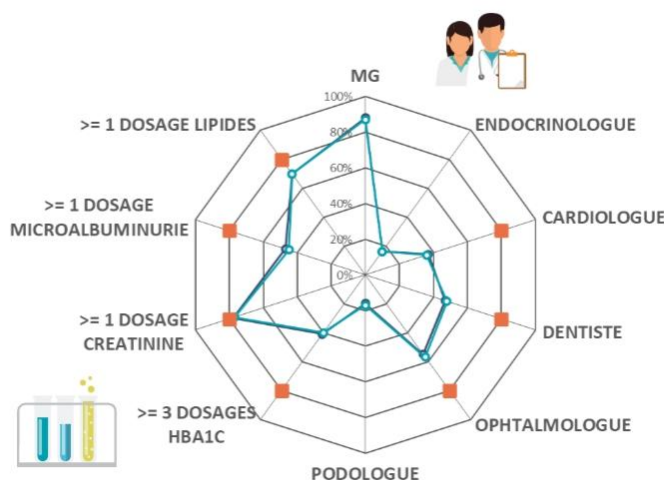 MG
100%
80%
60%
40%
20%
0%
ENDOCRINOLOGUE
CARDIOLOGUE
DENTISTE
OPHTALMOLOGUE
PODOLOGUE
>= 3 DOSAGES
HBA1C
>= 1 DOSAGE
CREATININE
>= 1 DOSAGE
MICROALBUMINURIE
>= 1 DOSAGE LIPIDES